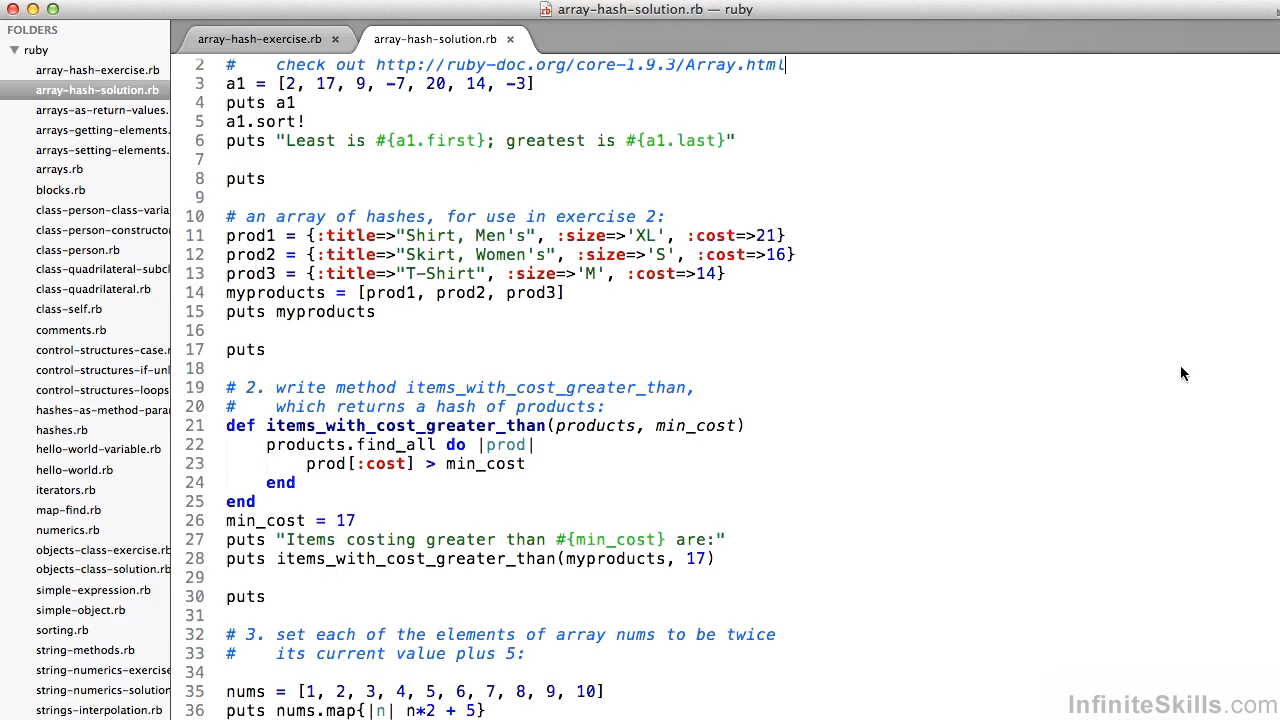 array-hash-solution.rb — ruby
FOLDERS
ruby
array-hash-exercise.rb
array-hash-solution.rb
arrays-as-return-values.
arrays-getting-elements.
arrays-setting-elements.
arrays.rb
blocks.rb
class-person-class-varia
class-person-constructo
class-person.rb
class-quadrilateral-subcl
class-quadrilateral.rb
class-self.rb
comments.rb
control-structures-case.r
control-structures-if-unl
control-structures-loops
hashes-as-method-para
hashes.rb
hello-world-variable.rb
hello-world.rb
iterators.rb
map-find.rb
numerics.rb
objects-class-exercise.rb
objects-class-solution.rb
simple-expression.rb
simple-object.rb
sorting.rb
string-methods.rb
string-numerics-exercise
string-numerics-solution
strings-interpolation.rb
array-hash-exercise.rb ×
array-hash-solution.rb ×
2 #    check out http://ruby-doc.org/core-1.9.3/Array.html
3 a1 = [2, 17, 9, -7, 20, 14, -3]
4 puts a1
5 a1.sort!
6 puts "Least is #{a1.first}; greatest is #{a1.last}"
7
8 puts
9
10 # an array of hashes, for use in exercise 2:
11 prod1 = {:title=>"Shirt, Men's", :size=>'XL', :cost=>21}
12 prod2 = {:title=>"Skirt, Women's", :size=>'S', :cost=>16}
13 prod3 = {:title=>"T-Shirt", :size=>'M', :cost=>14}
14 myproducts = [prod1, prod2, prod3]
15 puts myproducts
16
17 puts
18
19 # 2. write method items_with_cost_greater_than,
20 #    which returns a hash of products:
21 def items_with_cost_greater_than(products, min_cost)
22     products.find_all do |prod|
23         prod[:cost] > min_cost
24     end
25 end
26 min_cost = 17
27 puts "Items costing greater than #{min_cost} are:"
28 puts items_with_cost_greater_than(myproducts, 17)
29
30 puts
31
32 # 3. set each of the elements of array nums to be twice
33 #    its current value plus 5:
34
35 nums = [1, 2, 3, 4, 5, 6, 7, 8, 9, 10]
36 puts nums.map{|n| n*2 + 5}
InfiniteSkills.com